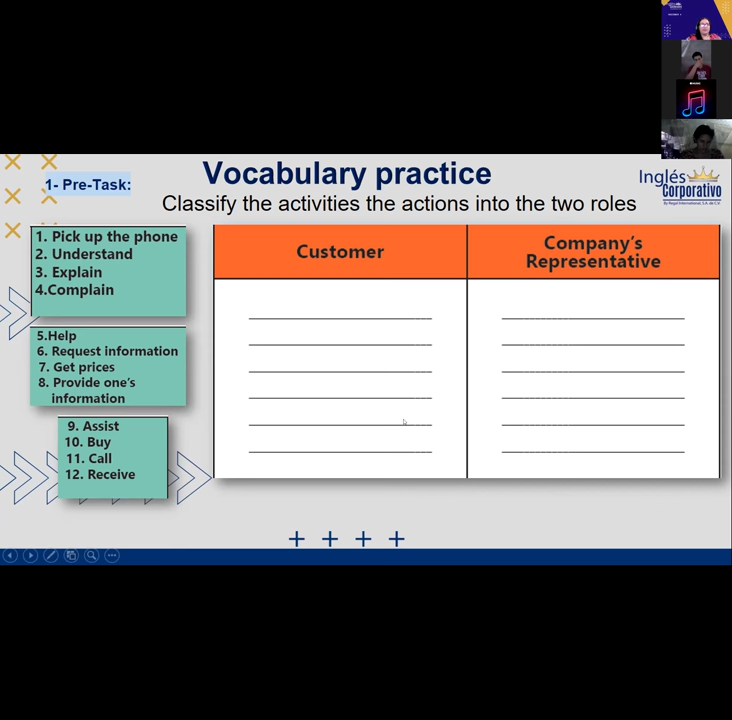 1- Pre-Task:
Vocabulary practice
Classify the activities the actions into the two roles
Inglés
Corporativo
1. Pick up the phone
2. Understand
3. Explain
4.Complain
5.Help
6. Request information
7. Get prices
8. Provide one's
information
9. Assist
10. Buy
11. Call
12. Receive
Customer
Company's
Representative